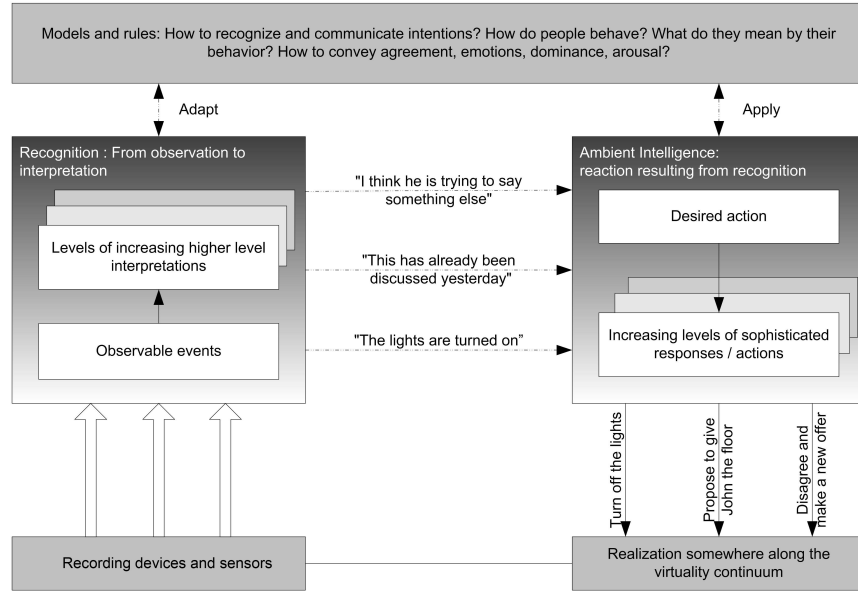 Models and rules: How to recognize and communicate intentions? How do people behave? What do they mean by their
behavior? How to convey agreement, emotions, dominance, arousal?
Adapt
Apply
Recognition : From observation to
interpretation
Levels of increasing higher level
interpretations
Observable events
"I think he is trying to say
something else"
"This has already been
discussed yesterday"
"The lights are turned on”
Ambient Intelligence:
reaction resulting from recognition
Desired action
Increasing levels of sophisticated
responses / actions
Turn off the lights
Propose to give
John the floor
Disagree and
make a new offer
Recording devices and sensors
Realization somewhere along the
virtuality continuum